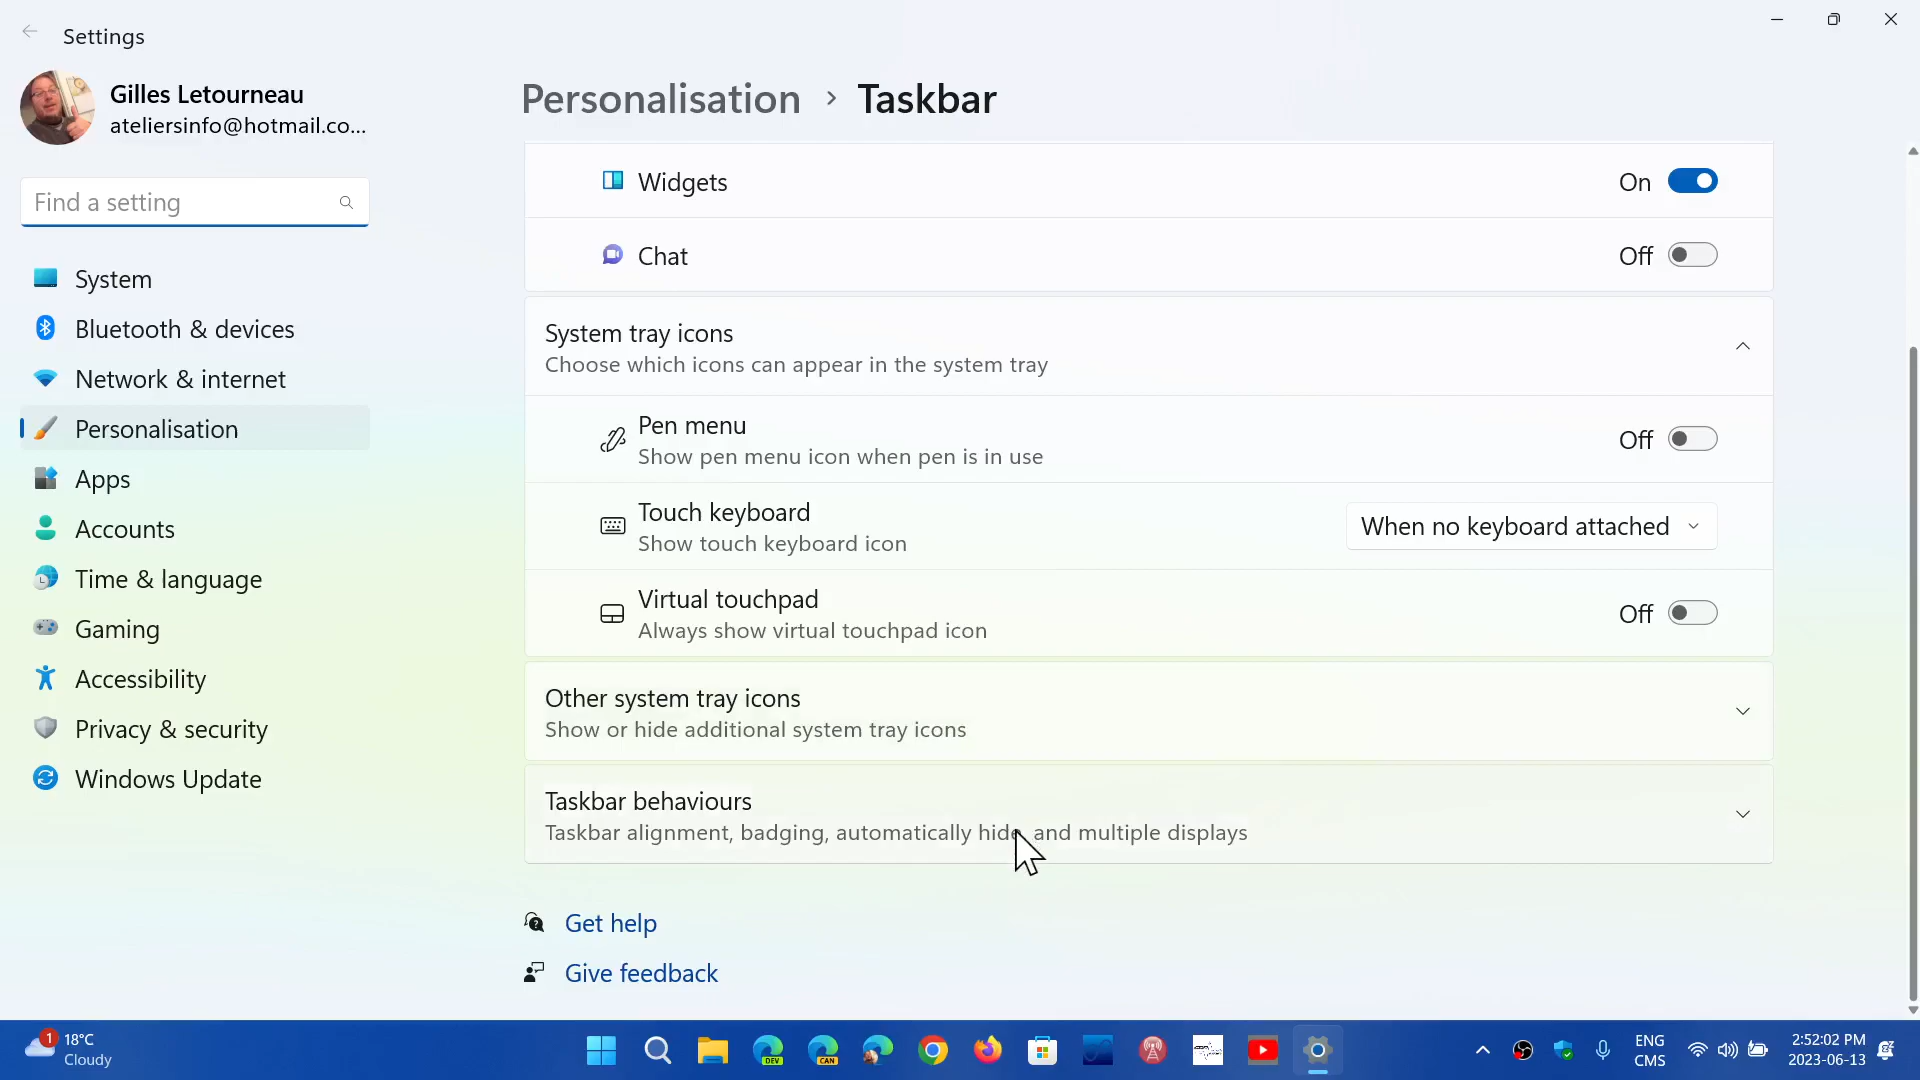 Settings
Gilles Letourneau
ateliersinfo@hotmail.co...
Find a setting
System
Bluetooth & devices
Network & internet
Personalisation
Apps
Accounts
Time & language
Gaming
Accessibility
Privacy & security
Windows Update
Personalisation > Taskbar
Widgets
On
Chat
Off
System tray icons
Choose which icons can appear in the system tray
Pen menu
Show pen menu icon when pen is in use
Off
Touch keyboard
Show touch keyboard icon
When no keyboard attached
Virtual touchpad
Always show virtual touchpad icon
Off
Other system tray icons
Show or hide additional system tray icons
Taskbar behaviours
Taskbar alignment, badging, automatically hide, and multiple displays
Get help
Give feedback
1
18°C
Cloudy
DEV
CAN
ENG
CMS
2:52:02 PM
2023-06-13